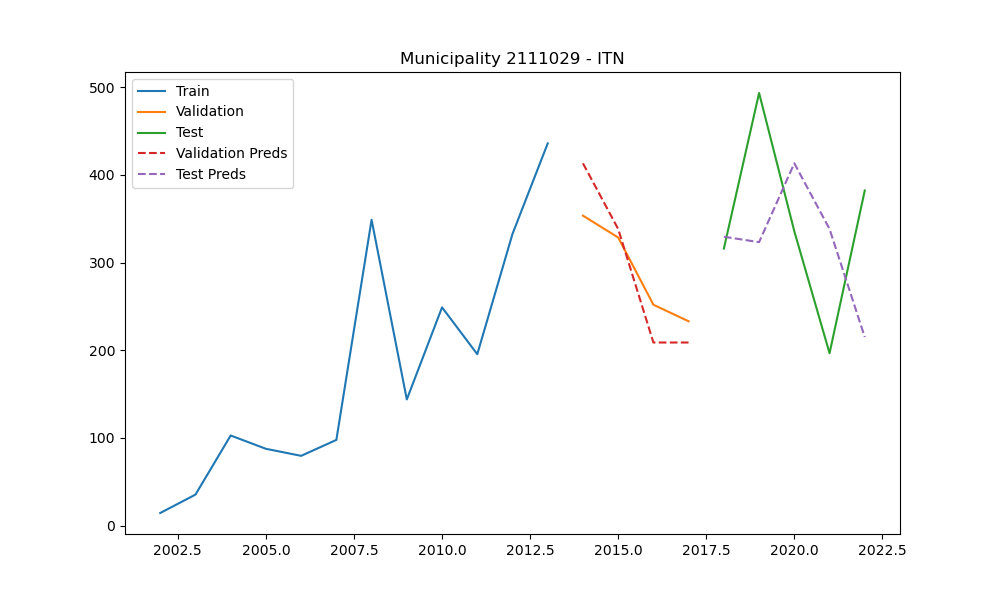 Municipality 2111029 - ITN
Train
Validation
Test
Validation Preds
Test Preds
500
400
300
200
100
0
2002.5 2005.0 2007.5 2010.0 2012.5 2015.0 2017.5 2020.0 2022.5